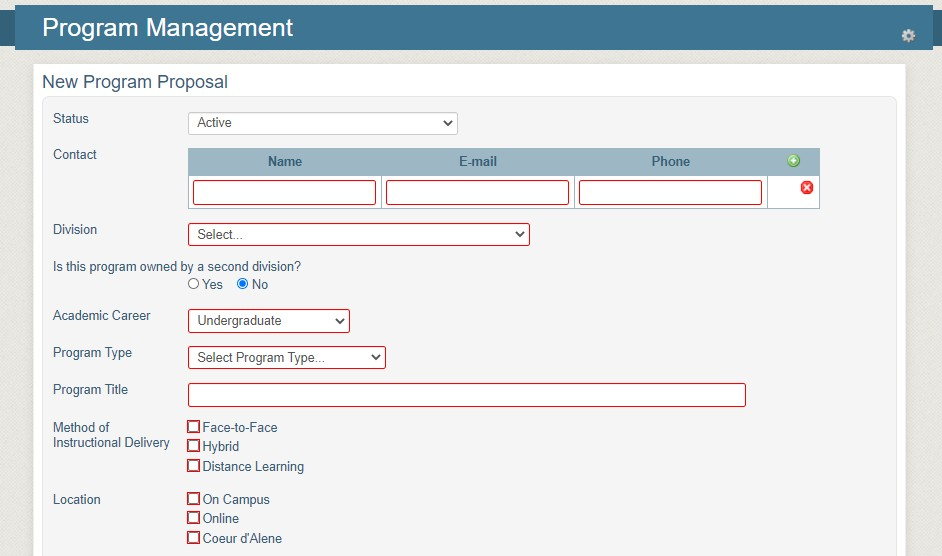 Program Management
New Program Proposal
Status Active
Contact Name E-mail Phone
Division Select...
Is this program owned by a second division?
Yes No
Academic Career Undergraduate
Program Type Select Program Type...
Program Title
Method of
Instructional Delivery
Face-to-Face
Hybrid
Distance Learning
Location
On Campus
Online
Coeur d'Alene